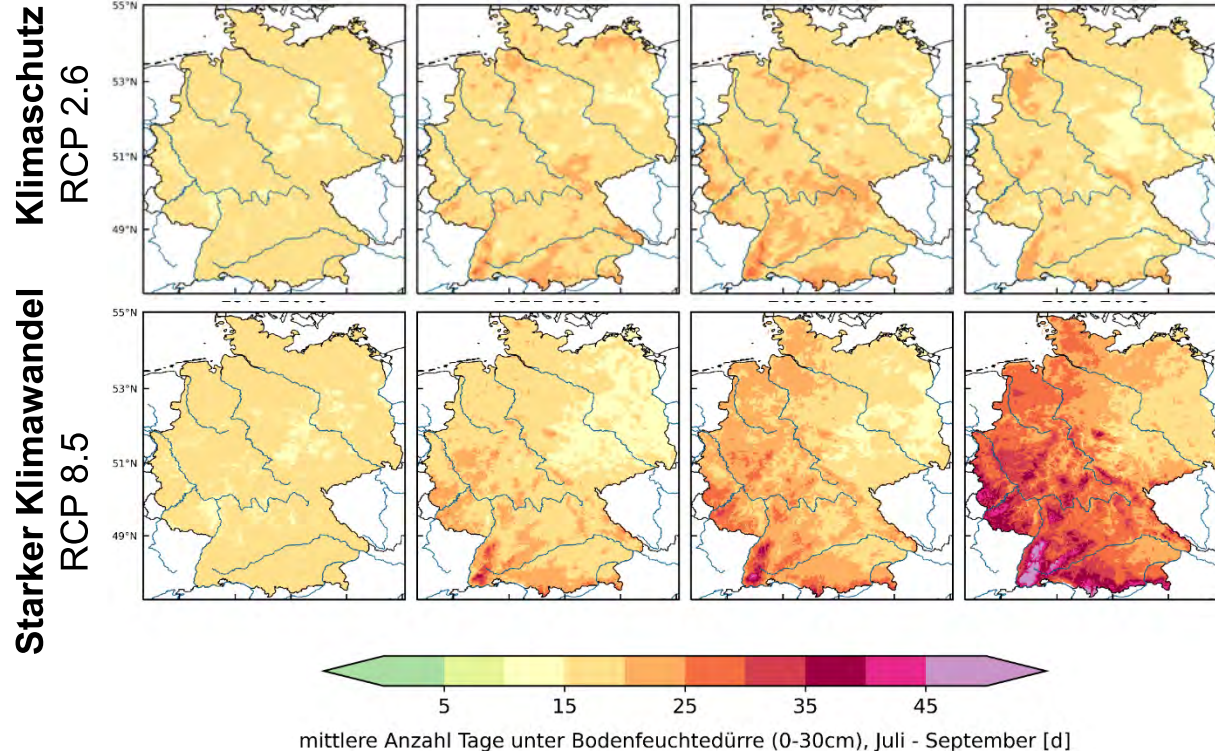 Klimaschutz
RCP 2.6
55°N
53°N
51°N
49°N
Starker Klimawandel
RCP 8.5
55°N
53°N
51°N
49°N
5 15 25 35 45
mittlere Anzahl Tage unter Bodenfeuchtedürre (0-30cm), Juli - September [d]